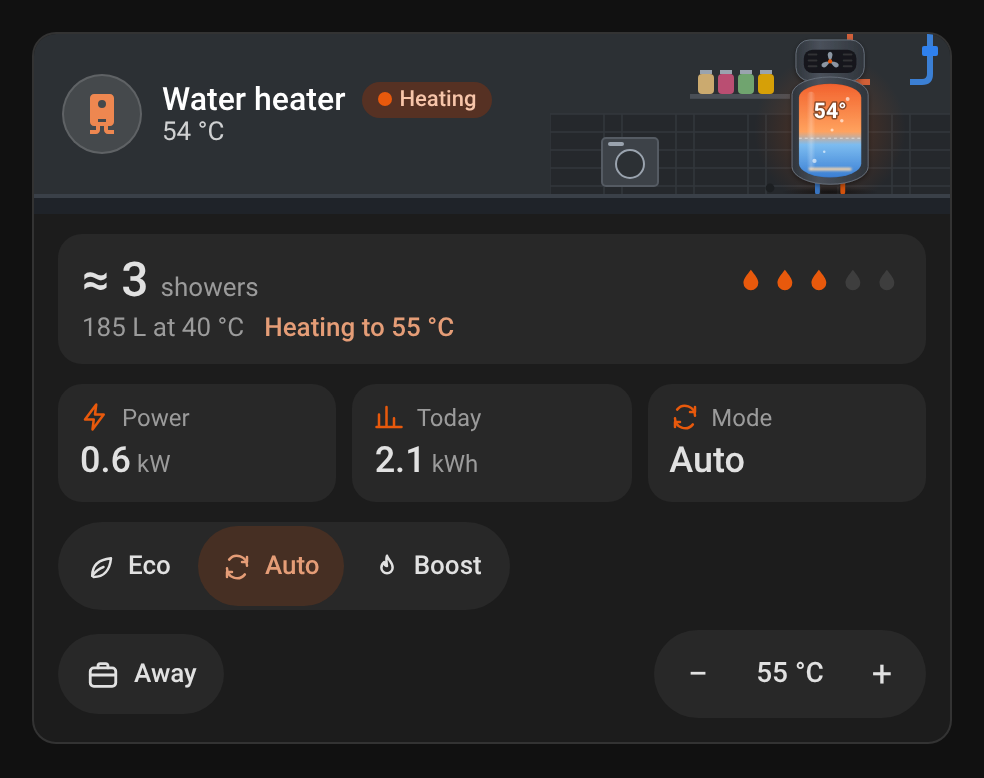 Water heater
Heating
54 °C
54°
≈ 3 showers
185 L at 40 °C Heating to 55 °C
Power
0.6 kW
Today
2.1 kWh
Mode
Auto
Eco
Auto
Boost
Away
− 55 °C +